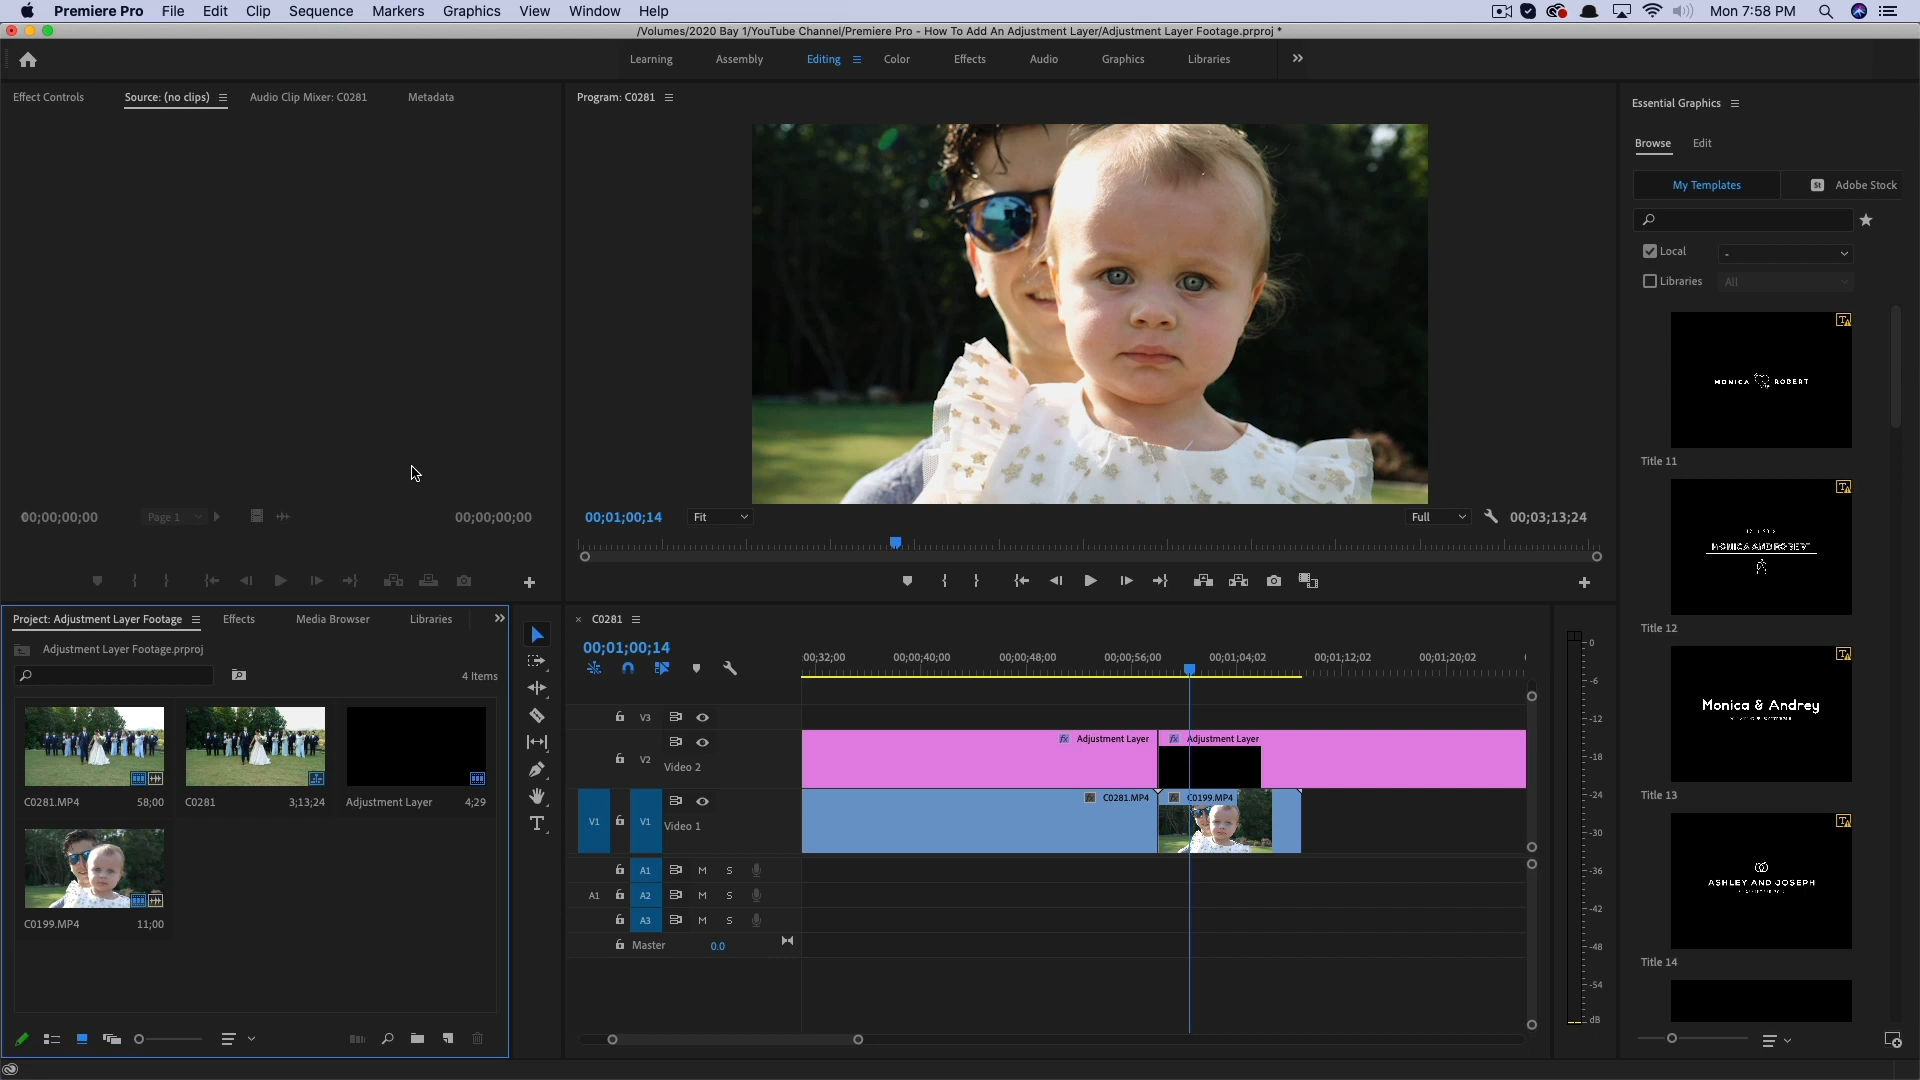 Premiere Pro File Edit Clip Sequence Markers Graphics View Window Help Mon 7:58 PM
/Volumes/2020 Bay 1/YouTube Channel/Premiere Pro - How To Add An Adjustment Layer/Adjustment Layer Footage.prproj *
Learning Assembly Editing Color Effects Audio Graphics Libraries
Effect Controls Source: (no clips) Audio Clip Mixer: C0281 Metadata
Program: C0281
Essential Graphics
Browse Edit
My Templates St Adobe Stock
Local -
Libraries All
MONICA ROBERT
Title 11
MONICA AND ROBERT
Title 12
Monica & Andrey
Title 13
ASHLEY AND JOSEPH
Title 14
00;00;00;00 Page 1 00;00;00;00
00;01;00;14 Fit Full 00;03;13;24
Project: Adjustment Layer Footage Effects Media Browser Libraries
Adjustment Layer Footage.prproj
4 Items
C0281.MP4 58;00
C0281 3;13;24
Adjustment Layer 4;29
C0199.MP4 11;00
C0281
00;01;00;14
:00;32;00 00;00;40;00 00;00;48;00 00;00;56;00 00;01;04;02 00;01;12;02 00;01;20;02
V3
V2 Video 2
fx Adjustment Layer fx Adjustment Layer
V1 V1 Video 1
fx C0281.MP4 fx C0199.MP4
A1 M S
A1 A2 M S
A3 M S
Master 0.0
0
-6
-12
-18
-24
-30
-36
-42
-48
-54
dB